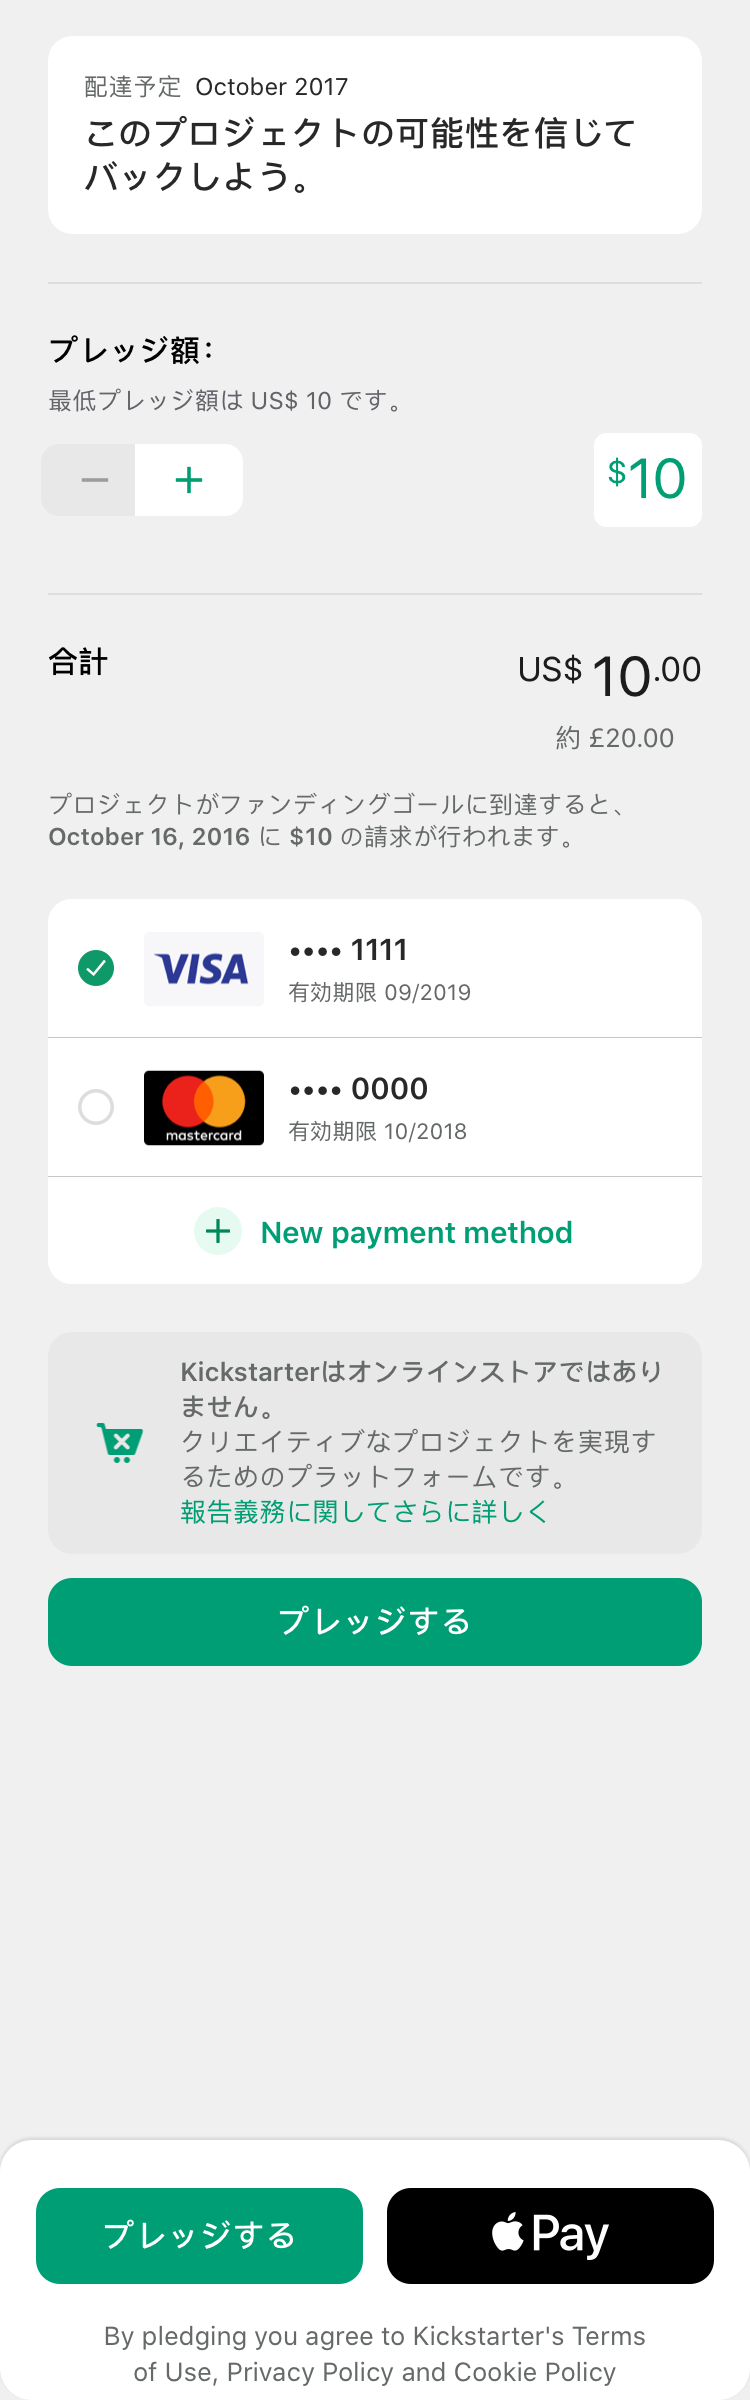 配達予定 October 2017
このプロジェクトの可能性を信じて
バックしよう。
プレッジ額：
最低プレッジ額は US$ 10 です。
− +
$10
合計
US$ 10.00
約 £20.00
プロジェクトがファンディングゴールに到達すると、
October 16, 2016 に $10 の請求が行われます。
VISA
•••• 1111
有効期限 09/2019
mastercard
•••• 0000
有効期限 10/2018
+ New payment method
Kickstarterはオンラインストアではあり
ません。
クリエイティブなプロジェクトを実現す
るためのプラットフォームです。
報告義務に関してさらに詳しく
プレッジする
プレッジする
Pay
By pledging you agree to Kickstarter's Terms
of Use, Privacy Policy and Cookie Policy